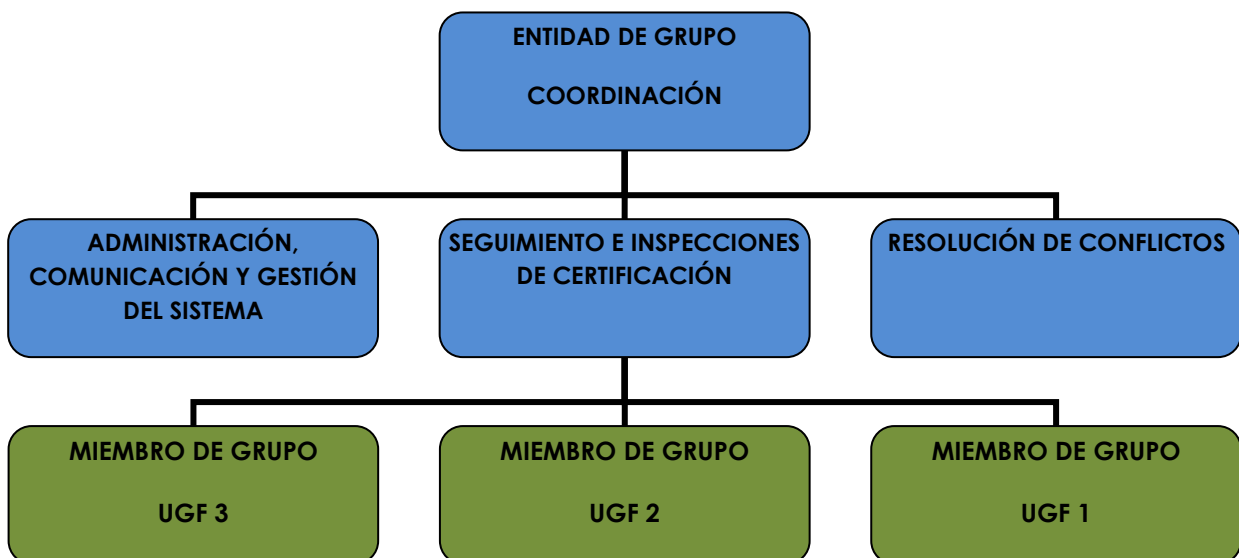 ENTIDAD DE GRUPO
COORDINACIÓN
ADMINISTRACIÓN,
COMUNICACIÓN Y GESTIÓN
DEL SISTEMA
SEGUIMIENTO E INSPECCIONES
DE CERTIFICACIÓN
RESOLUCIÓN DE CONFLICTOS
MIEMBRO DE GRUPO
UGF 3
MIEMBRO DE GRUPO
UGF 2
MIEMBRO DE GRUPO
UGF 1